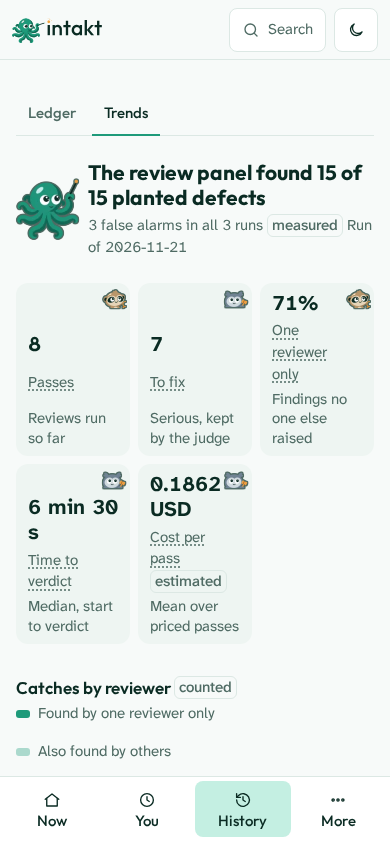 intakt
Search
Ledger
Trends
The review panel found 15 of
15 planted defects
3 false alarms in all 3 runs measured Run
of 2026-11-21
8
Passes
Reviews run
so far
7
To fix
Serious, kept
by the judge
71%
One
reviewer
only
Findings no
one else
raised
6 min 30
s
Time to
verdict
Median, start
to verdict
0.1862
USD
Cost per
pass
estimated
Mean over
priced passes
Catches by reviewer counted
Found by one reviewer only
Also found by others
Now
You
History
More